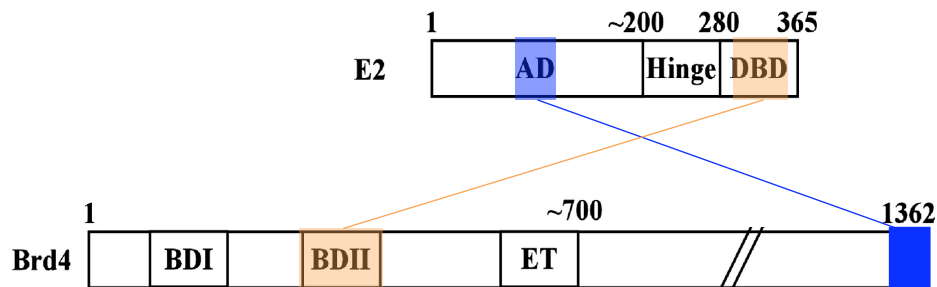 1 ~200 280 365
E2 AD Hinge DBD
1 ~700 1362
Brd4 BDI BDII ET